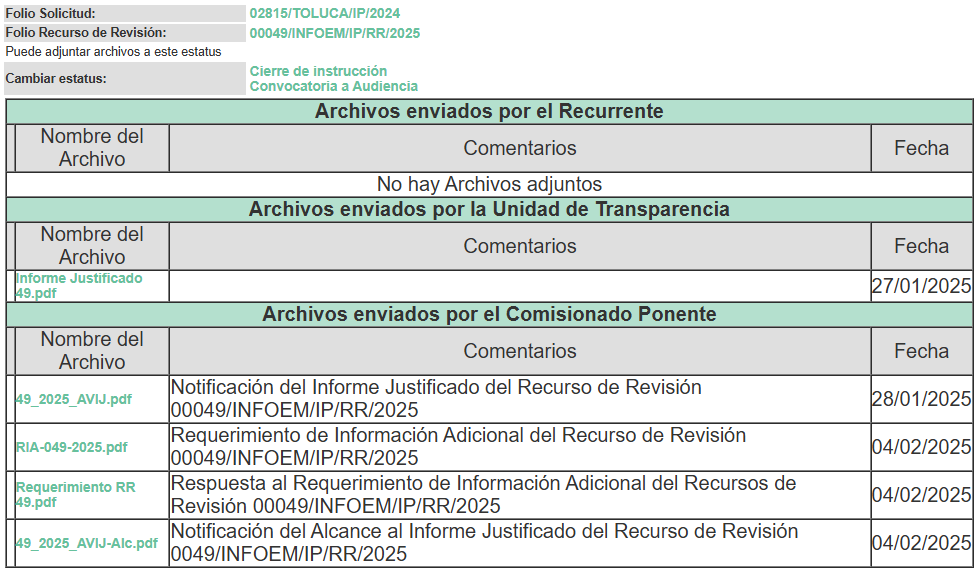 Folio Solicitud: 02815/TOLUCA/IP/2024
Folio Recurso de Revisión: 00049/INFOEM/IP/RR/2025
Puede adjuntar archivos a este estatus
Cambiar estatus: Cierre de instrucción
Convocatoria a Audiencia
Archivos enviados por el Recurrente
Nombre del
Archivo
Comentarios
Fecha
No hay Archivos adjuntos
Archivos enviados por la Unidad de Transparencia
Nombre del
Archivo
Comentarios
Fecha
Informe Justificado
49.pdf
27/01/2025
Archivos enviados por el Comisionado Ponente
Nombre del
Archivo
Comentarios
Fecha
49_2025_AVIJ.pdf
Notificación del Informe Justificado del Recurso de Revisión
00049/INFOEM/IP/RR/2025
28/01/2025
RIA-049-2025.pdf
Requerimiento de Información Adicional del Recurso de Revisión
00049/INFOEM/IP/RR/2025
04/02/2025
Requerimiento RR
49.pdf
Respuesta al Requerimiento de Información Adicional del Recursos de
Revisión 00049/INFOEM/IP/RR/2025
04/02/2025
49_2025_AVIJ-Alc.pdf
Notificación del Alcance al Informe Justificado del Recurso de Revisión
0049/INFOEM/IP/RR/2025
04/02/2025